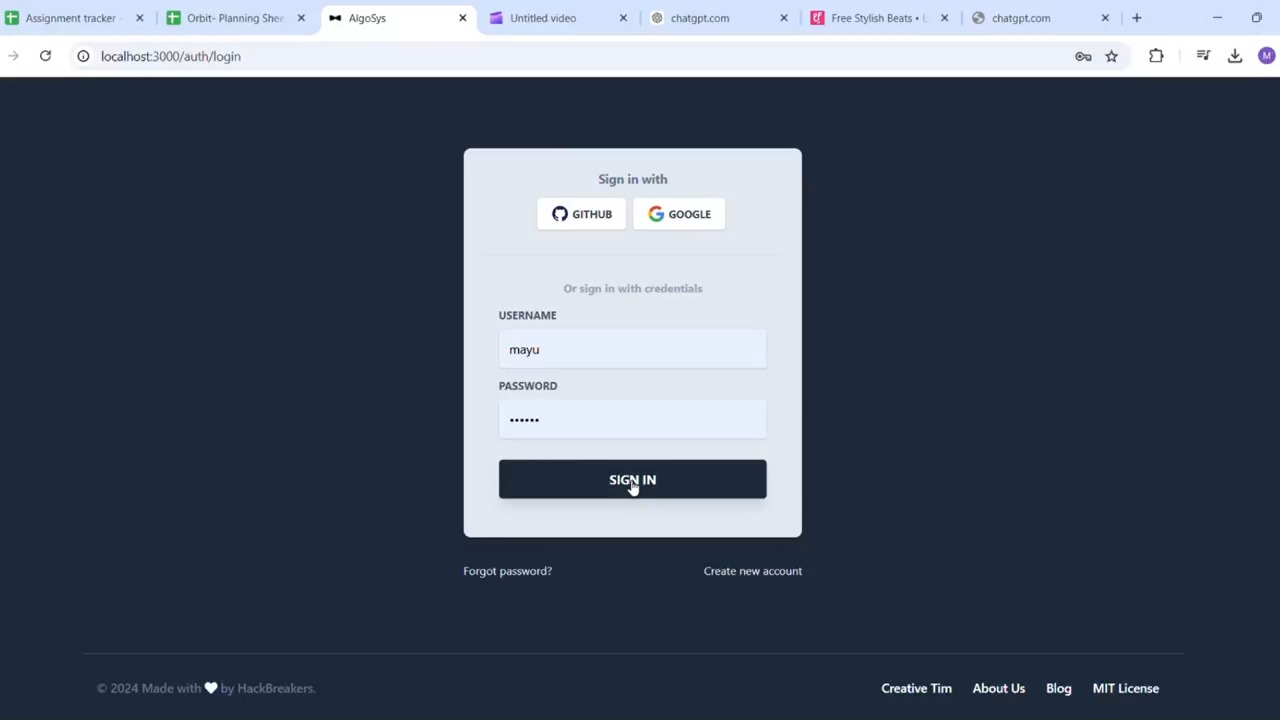 Assignment tracker -
Orbit- Planning Shee
AlgoSys
Untitled video
chatgpt.com
Free Stylish Beats •
chatgpt.com
localhost:3000/auth/login
M
Sign in with
GITHUB
GOOGLE
Or sign in with credentials
USERNAME
mayu
PASSWORD
••••••
SIGN IN
Forgot password?
Create new account
© 2024 Made with 🤍 by HackBreakers.
Creative Tim
About Us
Blog
MIT License